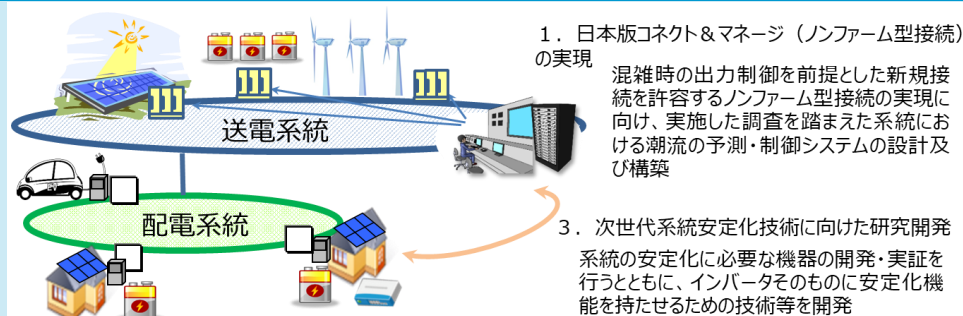 1．日本版コネクト＆マネージ（ノンファーム型接続）
の実現
混雑時の出力制御を前提とした新規接
続を許容するノンファーム型接続の実現に
向け、実施した調査を踏まえた系統にお
ける潮流の予測・制御システムの設計及
び構築
送電系統
配電系統
3．次世代系統安定化技術に向けた研究開発
系統の安定化に必要な機器の開発・実証を
行うとともに、インバータそのものに安定化機
能を持たせるための技術等を開発